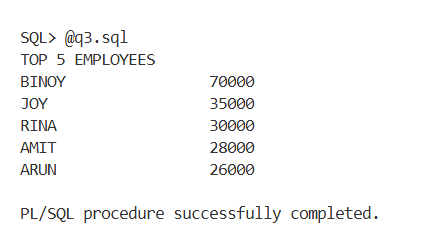 SQL> @q3.sql
TOP 5 EMPLOYEES
BINOY 70000
JOY 35000
RINA 30000
AMIT 28000
ARUN 26000
PL/SQL procedure successfully completed.